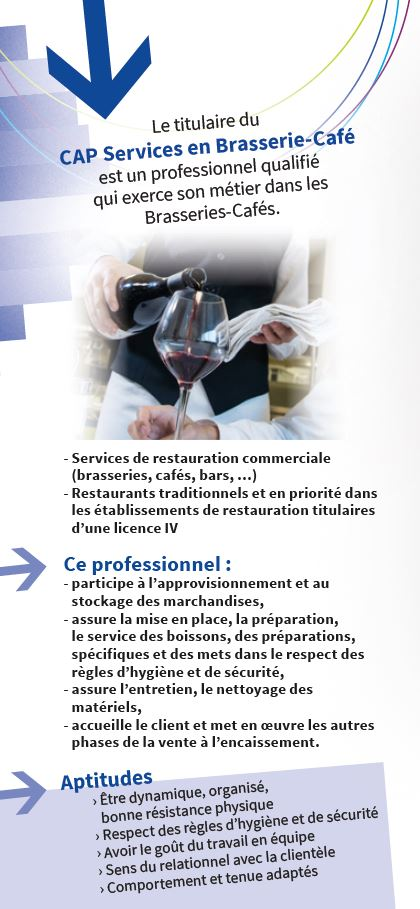 Le titulaire du
CAP Services en Brasserie-Café
est un professionnel qualifié
qui exerce son métier dans les
Brasseries-Cafés.
- Services de restauration commerciale
(brasseries, cafés, bars, ...)
- Restaurants traditionnels et en priorité dans
les établissements de restauration titulaires
d'une licence IV
Ce professionnel :
- participe à l'approvisionnement et au
stockage des marchandises,
- assure la mise en place, la préparation,
le service des boissons, des préparations,
spécifiques et des mets dans le respect des
règles d'hygiène et de sécurité,
- assure l'entretien, le nettoyage des
matériels,
- accueille le client et met en œuvre les autres
phases de la vente à l'encaissement.
Aptitudes
› Être dynamique, organisé,
bonne résistance physique
› Respect des règles d'hygiène et de sécurité
› Avoir le goût du travail en équipe
› Sens du relationnel avec la clientèle
› Comportement et tenue adaptés